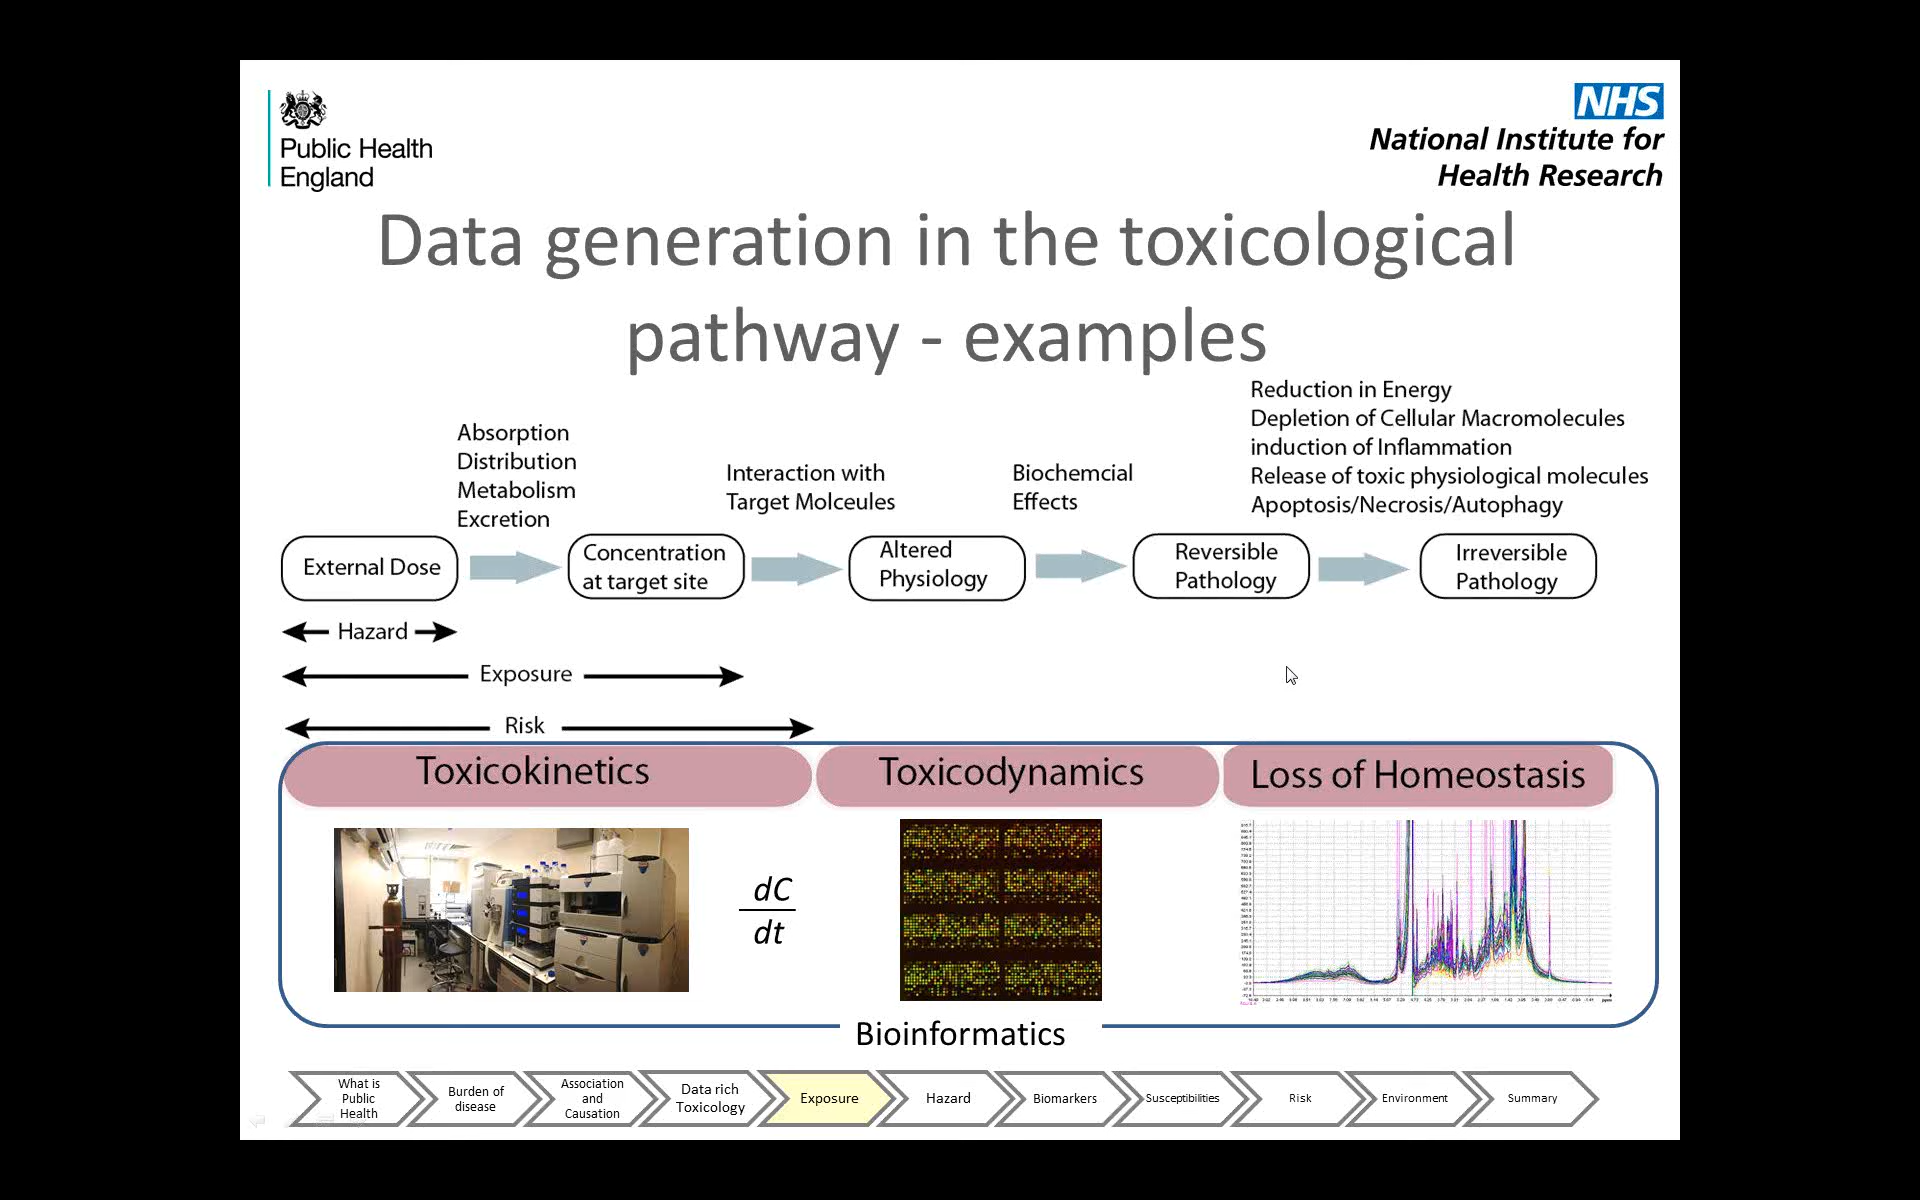 Public Health
England
NHS
National Institute for
Health Research
Data generation in the toxicological
pathway - examples
Absorption
Distribution
Metabolism
Excretion
Interaction with
Target Molceules
Biochemcial
Effects
Reduction in Energy
Depletion of Cellular Macromolecules
induction of Inflammation
Release of toxic physiological molecules
Apoptosis/Necrosis/Autophagy
External Dose
Concentration
at target site
Altered
Physiology
Reversible
Pathology
Irreversible
Pathology
Hazard
Exposure
Risk
Toxicokinetics
Toxicodynamics
Loss of Homeostasis
dC
dt
Bioinformatics
What is
Public
Health
Burden of
disease
Association
and
Causation
Data rich
Toxicology
Exposure
Hazard
Biomarkers
Susceptibilities
Risk
Environment
Summary